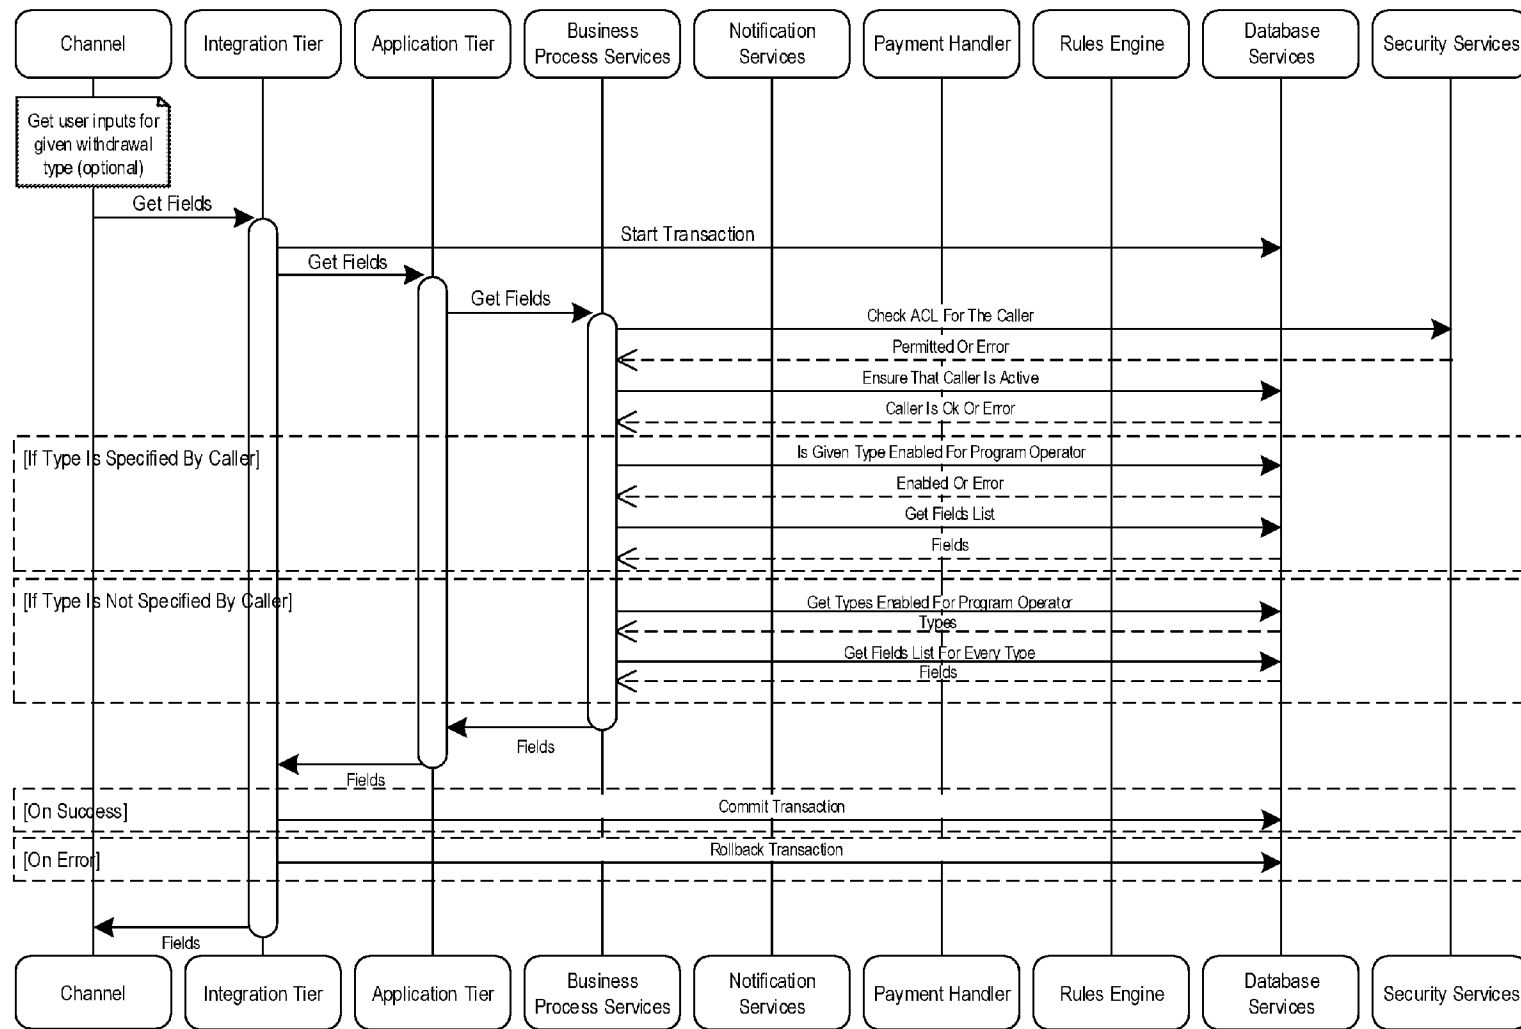 Channel
Integration Tier
Application Tier
Business
Process Services
Notification
Services
Payment Handler
Rules Engine
Database
Services
Security Services
Get user inputs for
given withdrawal
type (optional)
Get Fields
Start Transaction
Get Fields
Get Fields
Check ACL For The Caller
Permitted Or Error
Ensure That Caller Is Active
Caller Is Ok Or Error
[If Type Is Specified By Caller]
Is Given Type Enabled For Program Operator
Enabled Or Error
Get Fields List
Fields
[If Type Is Not Specified By Caller]
Get Types Enabled For Program Operator
Types
Get Fields List For Every Type
Fields
Fields
Fields
[On Success]
Commit Transaction
[On Error]
Rollback Transaction
Fields
Channel
Integration Tier
Application Tier
Business
Process Services
Notification
Services
Payment Handler
Rules Engine
Database
Services
Security Services